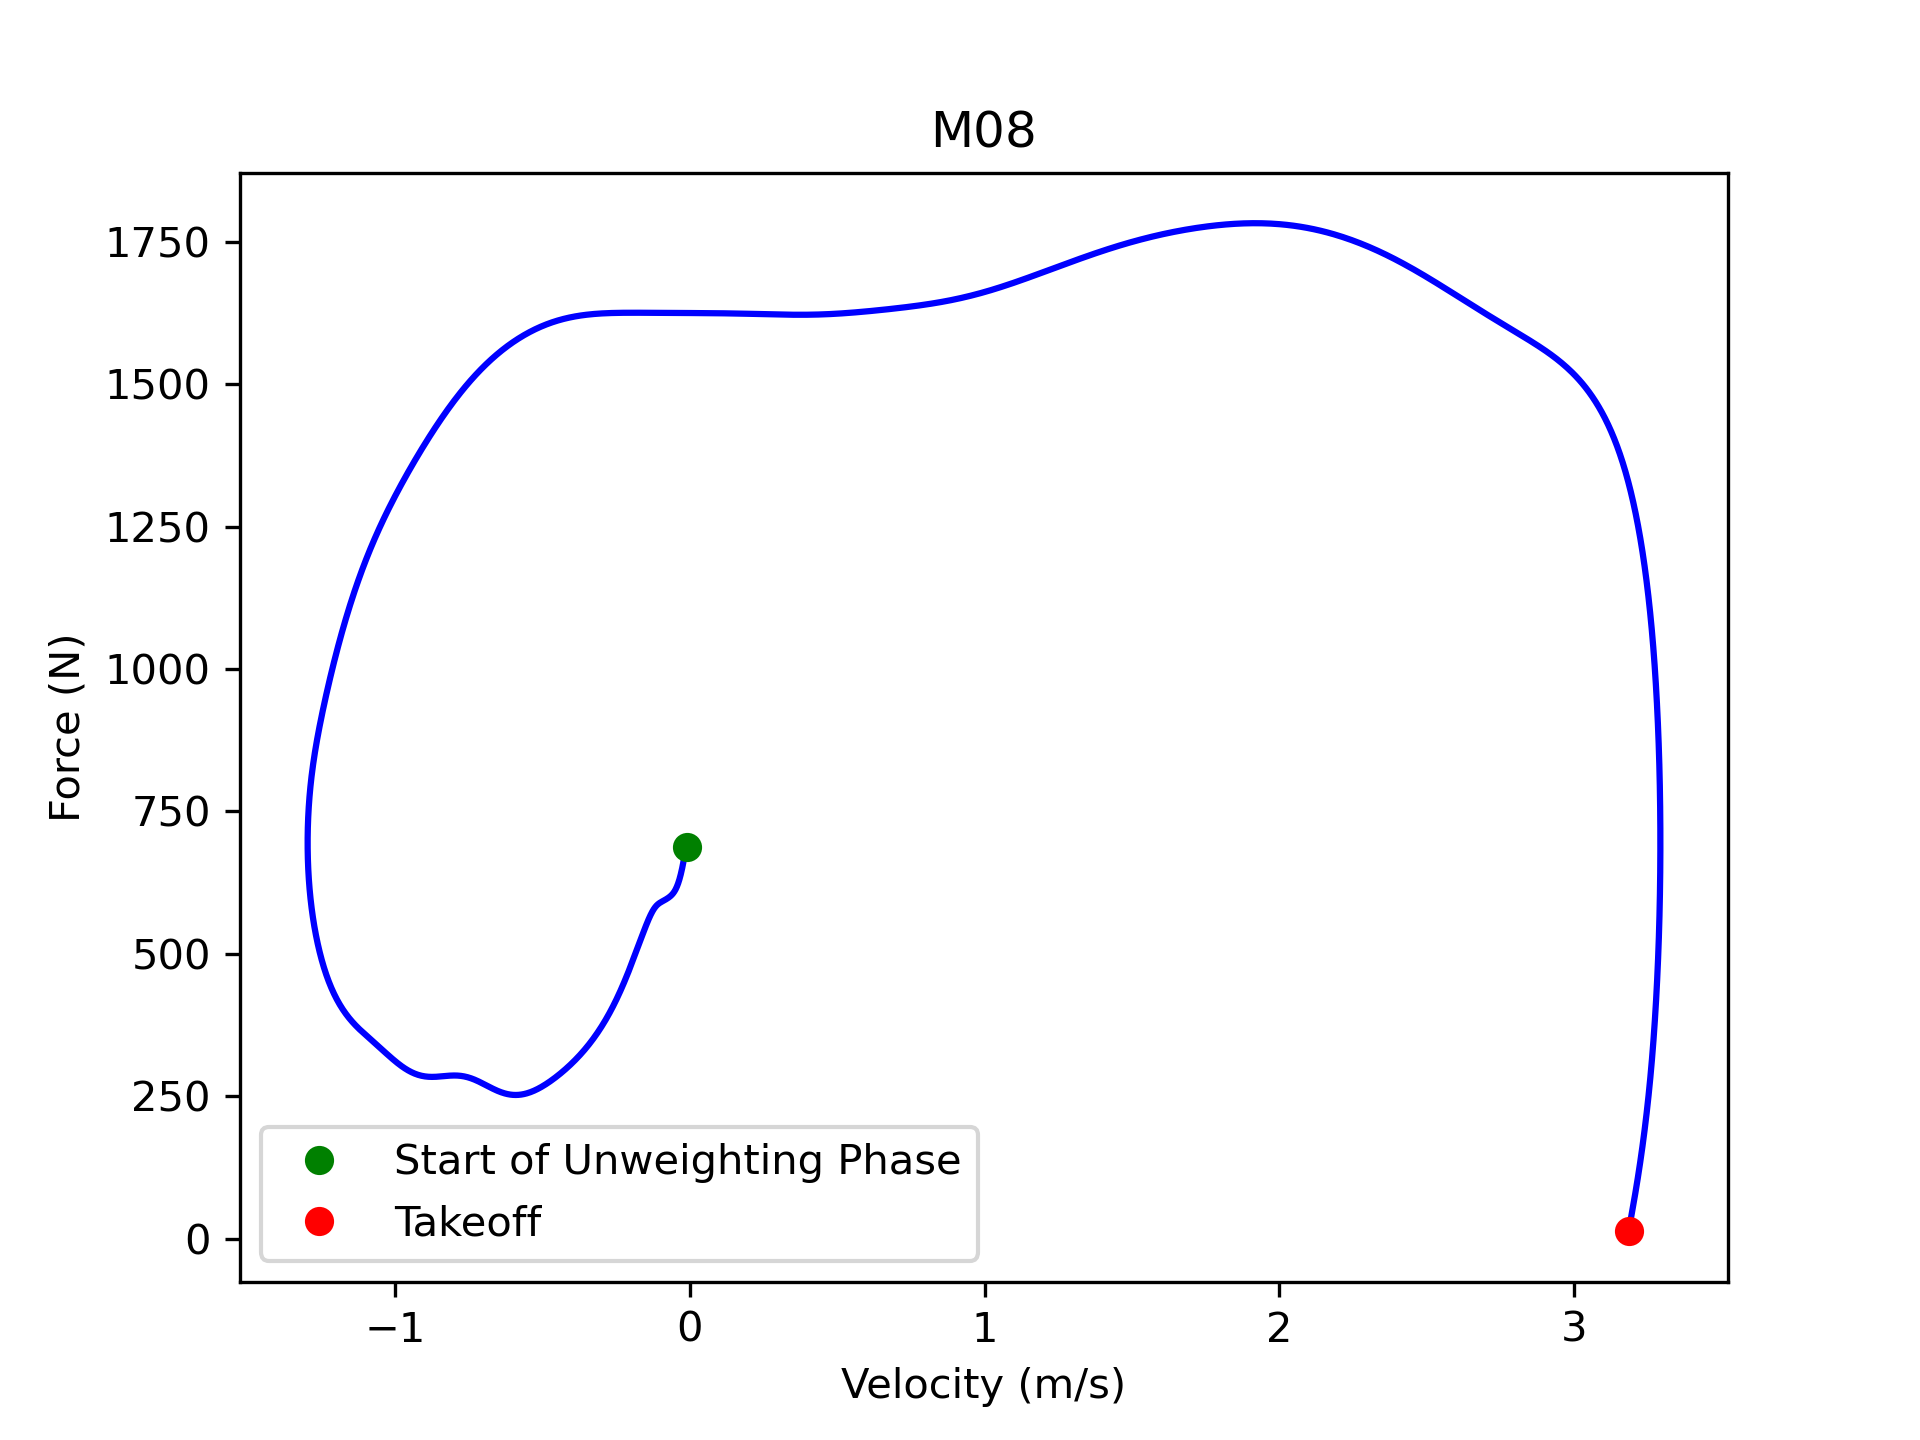 M08
1750
1500
1250
1000
750
500
250
0
Force (N)
Start of Unweighting Phase
Takeoff
−1 0 1 2 3
Velocity (m/s)